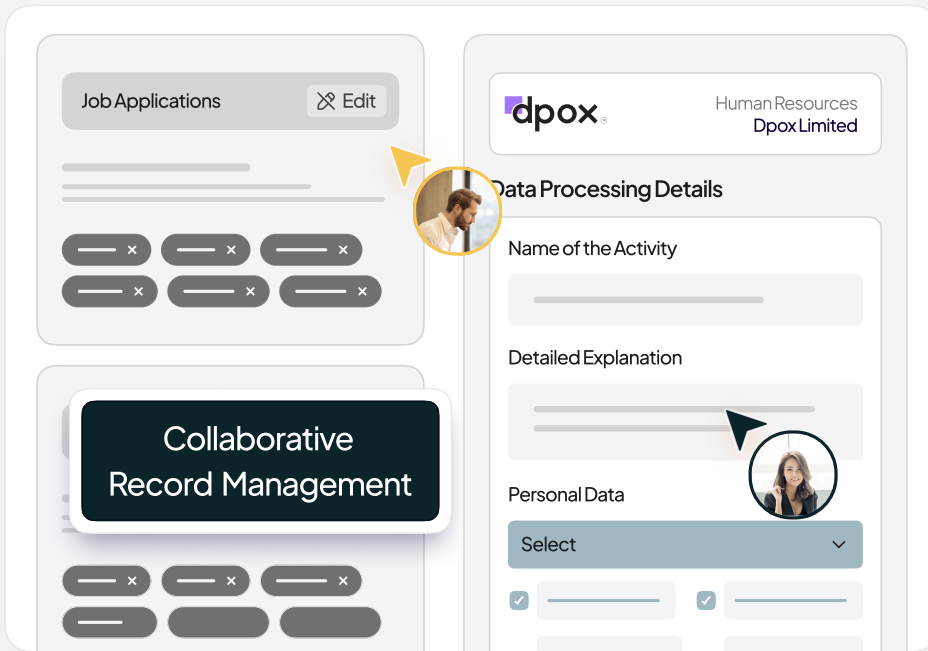 Job Applications
Edit
Collaborative
Record Management
dpox
Human Resources
Dpox Limited
Data Processing Details
Name of the Activity
Detailed Explanation
Personal Data
Select